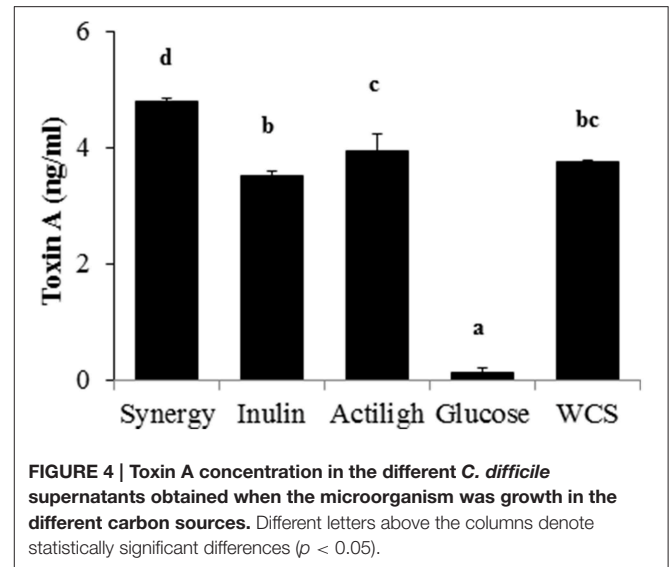 6
d
c
bc
b
4
Toxin A (ng/ml)
2
a
0
Synergy Inulin Actiligh Glucose WCS
FIGURE 4 | Toxin A concentration in the different C. difficile
supernatants obtained when the microorganism was growth in the
different carbon sources. Different letters above the columns denote
statistically significant differences (p < 0.05).